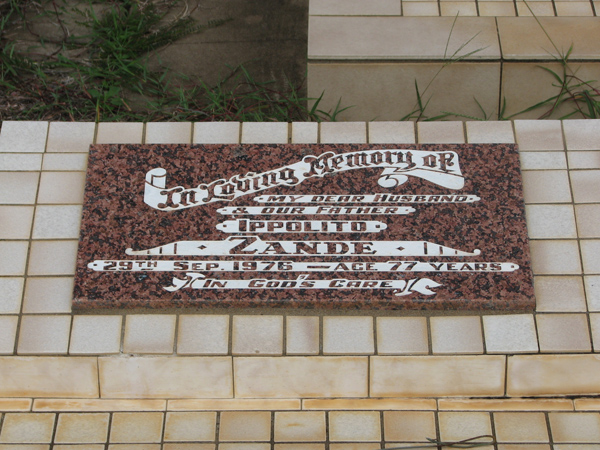 In Loving Memory of
MY DEAR HUSBAND
& OUR FATHER
IPPOLITO
ZANDE
29TH SEP. 1976 — AGE 77 YEARS
IN GOD'S CARE